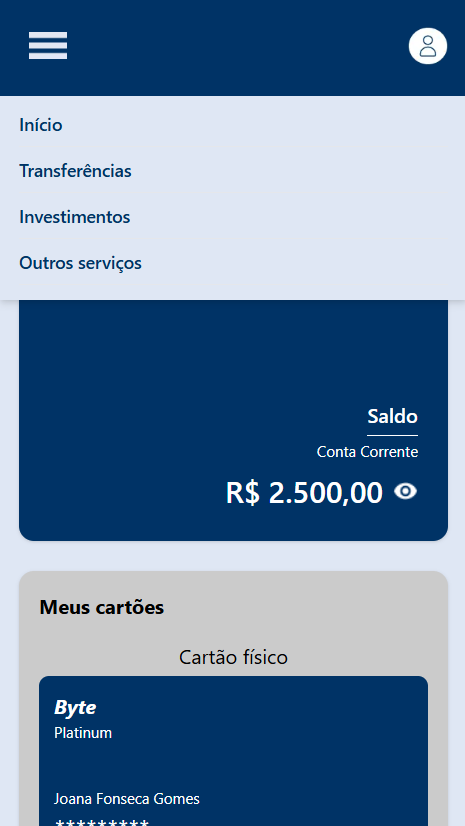 Início
Transferências
Investimentos
Outros serviços
Saldo
Conta Corrente
R$ 2.500,00
Meus cartões
Cartão físico
Byte
Platinum
Joana Fonseca Gomes
*********